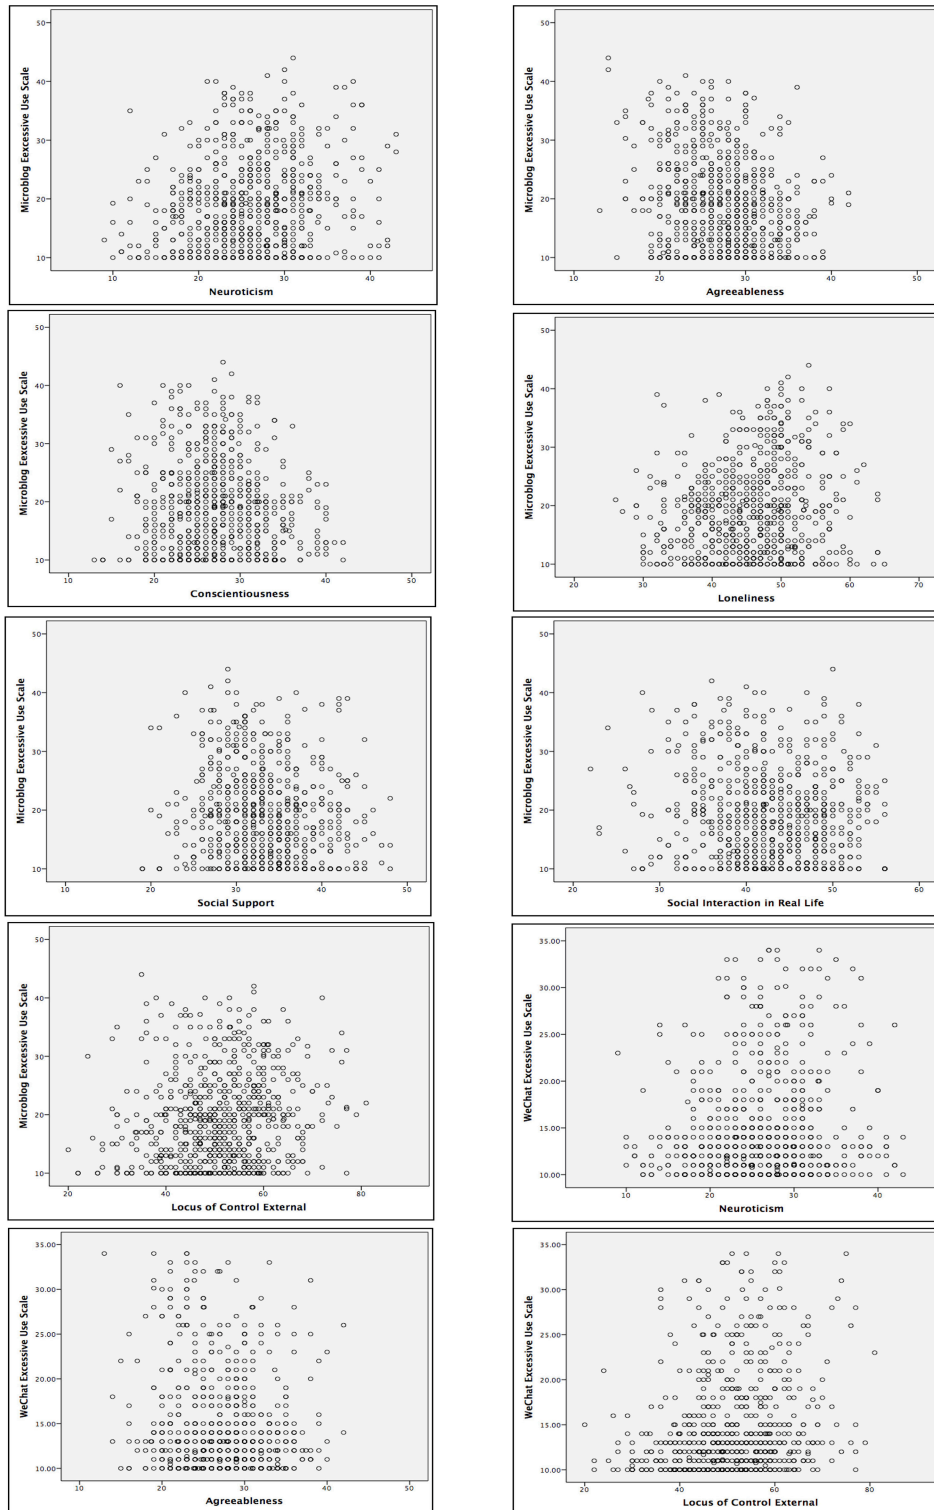 50
40
30
20
10
Microblog Eexcessive Use Scale
10 20 30 40
Neuroticism
50
40
30
20
10
Microblog Eexcessive Use Scale
10 20 30 40 50
Agreeableness
50
40
30
20
10
Microblog Eexcessive Use Scale
10 20 30 40 50
Conscientiousness
50
40
30
20
10
Microblog Eexcessive Use Scale
20 30 40 50 60 70
Loneliness
50
40
30
20
10
Microblog Eexcessive Use Scale
10 20 30 40 50
Social Support
50
40
30
20
10
Microblog Eexcessive Use Scale
20 30 40 50 60
Social Interaction in Real Life
50
40
30
20
10
Microblog Eexcessive Use Scale
20 40 60 80
Locus of Control External
35.00
30.00
25.00
20.00
15.00
10.00
WeChat Excessive Use Scale
10 20 30 40
Neuroticism
35.00
30.00
25.00
20.00
15.00
10.00
WeChat Excessive Use Scale
10 20 30 40 50
Agreeableness
35.00
30.00
25.00
20.00
15.00
10.00
WeChat Excessive Use Scale
20 40 60 80
Locus of Control External